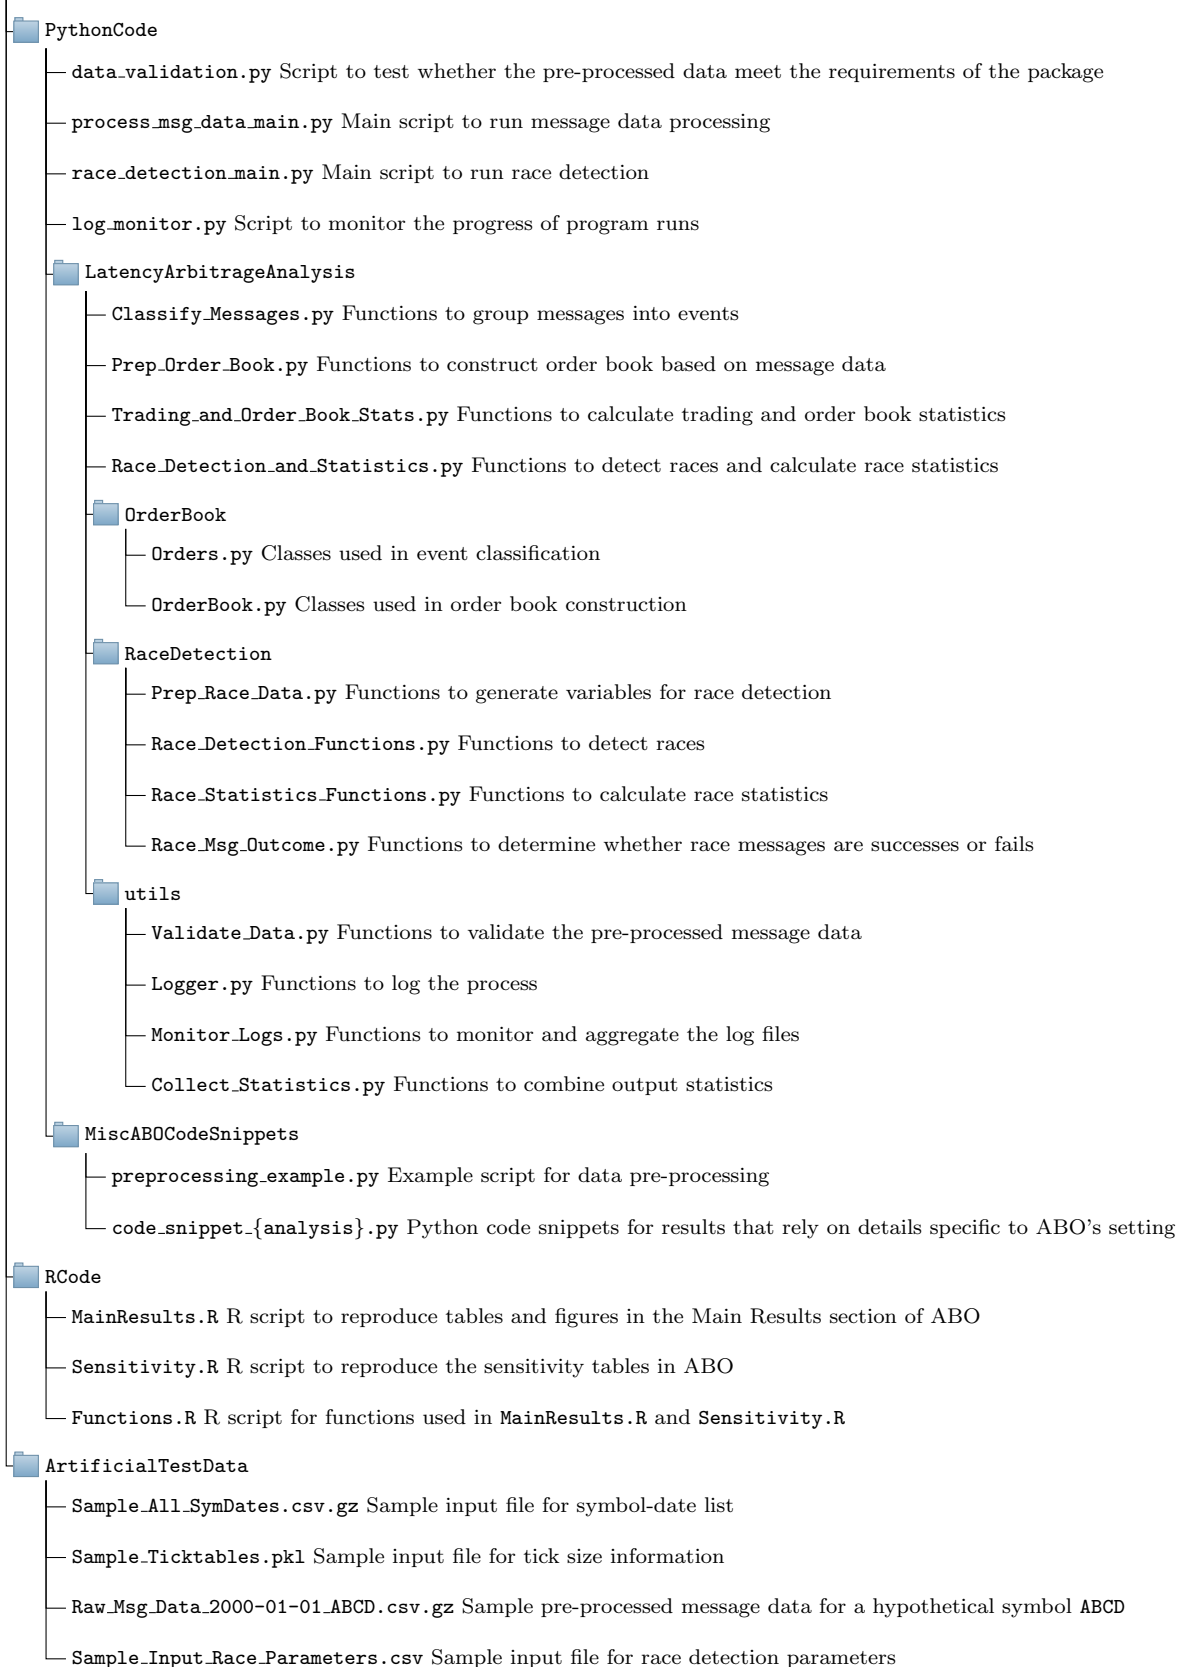 PythonCode
data_validation.py Script to test whether the pre-processed data meet the requirements of the package
process_msg_data_main.py Main script to run message data processing
race_detection_main.py Main script to run race detection
log_monitor.py Script to monitor the progress of program runs
LatencyArbitrageAnalysis
Classify_Messages.py Functions to group messages into events
Prep_Order_Book.py Functions to construct order book based on message data
Trading_and_Order_Book_Stats.py Functions to calculate trading and order book statistics
Race_Detection_and_Statistics.py Functions to detect races and calculate race statistics
OrderBook
Orders.py Classes used in event classification
OrderBook.py Classes used in order book construction
RaceDetection
Prep_Race_Data.py Functions to generate variables for race detection
Race_Detection_Functions.py Functions to detect races
Race_Statistics_Functions.py Functions to calculate race statistics
Race_Msg_Outcome.py Functions to determine whether race messages are successes or fails
utils
Validate_Data.py Functions to validate the pre-processed message data
Logger.py Functions to log the process
Monitor_Logs.py Functions to monitor and aggregate the log files
Collect_Statistics.py Functions to combine output statistics
MiscABOCodeSnippets
preprocessing_example.py Example script for data pre-processing
code_snippet_{analysis}.py Python code snippets for results that rely on details specific to ABO's setting
RCode
MainResults.R R script to reproduce tables and figures in the Main Results section of ABO
Sensitivity.R R script to reproduce the sensitivity tables in ABO
Functions.R R script for functions used in MainResults.R and Sensitivity.R
ArtificialTestData
Sample_All_SymDates.csv.gz Sample input file for symbol-date list
Sample_Ticktables.pkl Sample input file for tick size information
Raw_Msg_Data_2000-01-01_ABCD.csv.gz Sample pre-processed message data for a hypothetical symbol ABCD
Sample_Input_Race_Parameters.csv Sample input file for race detection parameters